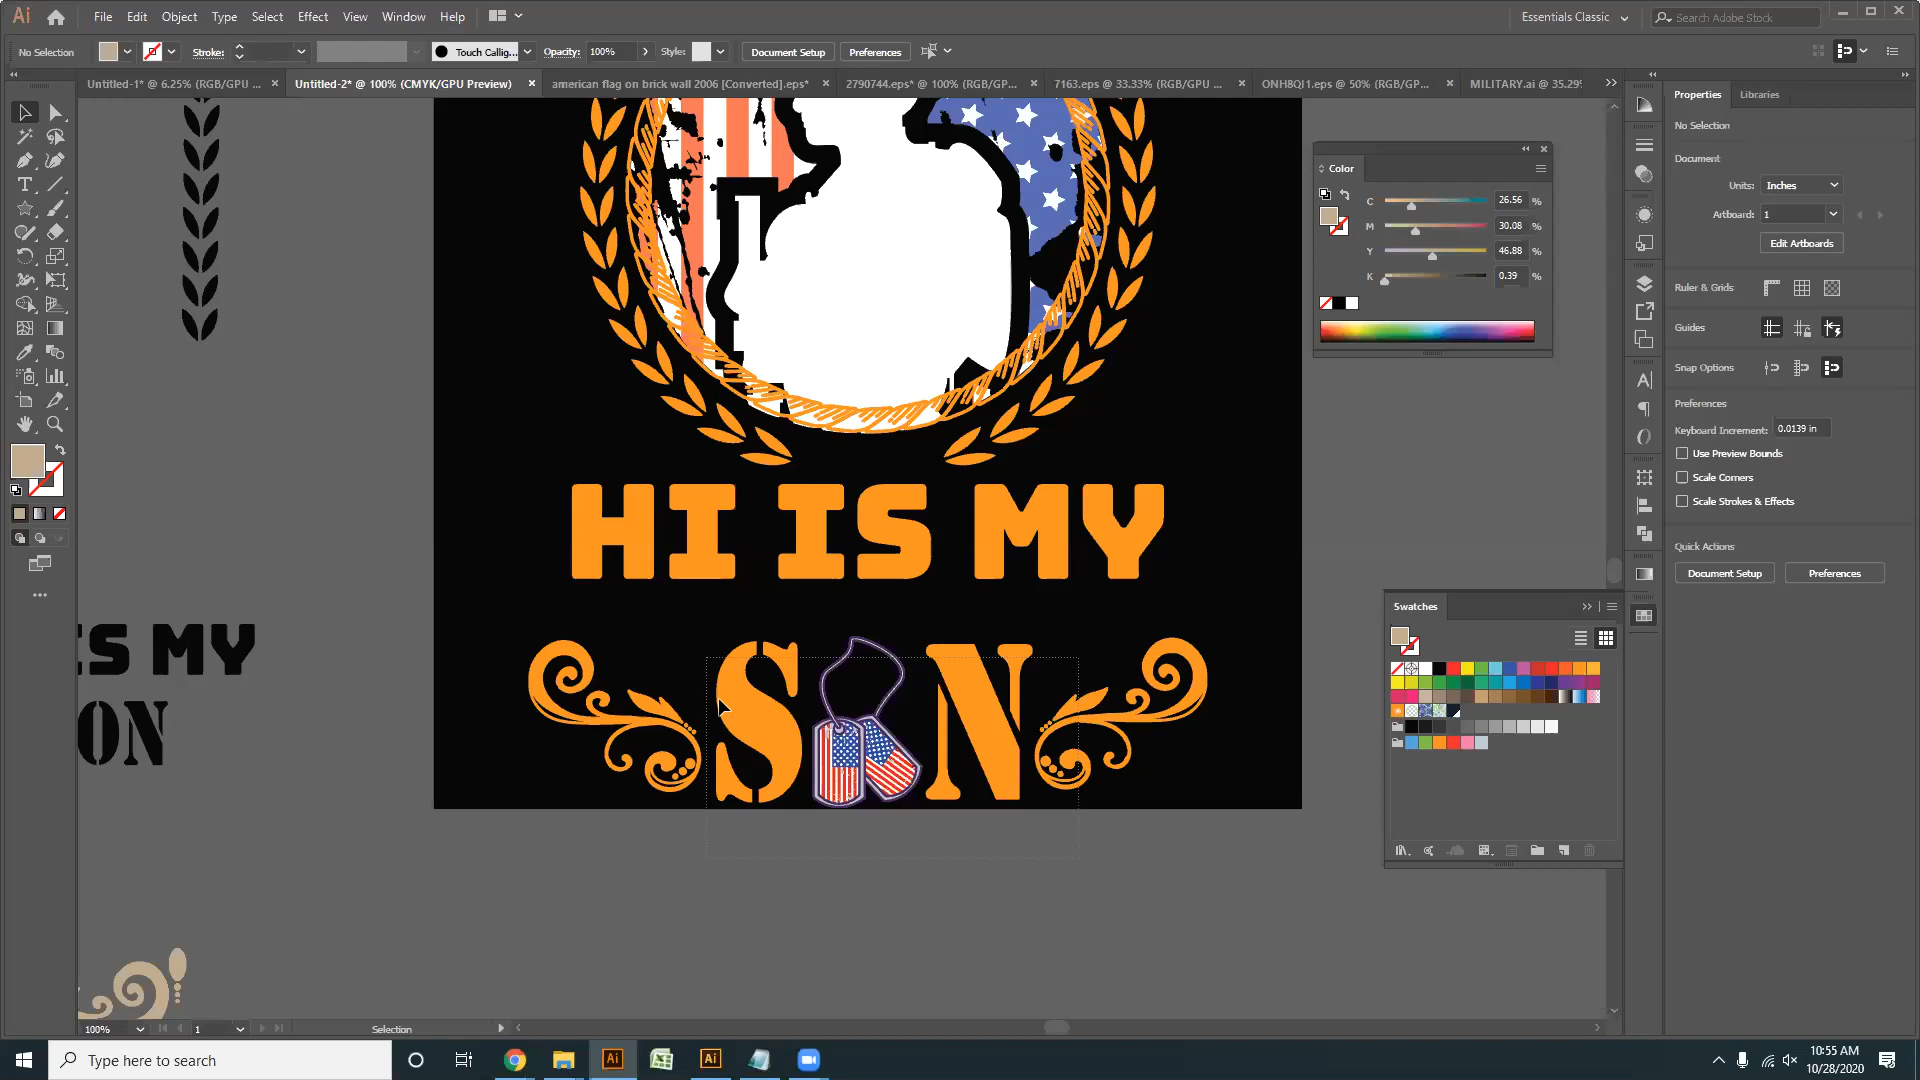 Ai File Edit Object Type Select Effect View Window Help Essentials Classic Search Adobe Stock
No Selection Stroke: Touch Callig... Opacity: 100% Style: Document Setup Preferences
Untitled-1* @ 6.25% (RGB/GPU ... Untitled-2* @ 100% (CMYK/GPU Preview) american flag on brick wall 2006 [Converted].eps* 2790744.eps* @ 100% (RGB/GP... 7163.eps @ 33.33% (RGB/GPU ... ONH8QJ1.eps @ 50% (RGB/GP... MILITARY.ai @ 35.29%
Properties Libraries
No Selection
Document
Units: Inches
Artboard: 1
Edit Artboards
Ruler & Grids
Guides
Snap Options
Preferences
Keyboard Increment: 0.0139 in
Use Preview Bounds
Scale Corners
Scale Strokes & Effects
Quick Actions
Document Setup Preferences
Color
C 26.56 %
M 30.08 %
Y 46.88 %
K 0.39 %
Swatches
HI IS MY
S N
IS MY
ON
100% 1 Selection
Type here to search
10:55 AM
10/28/2020